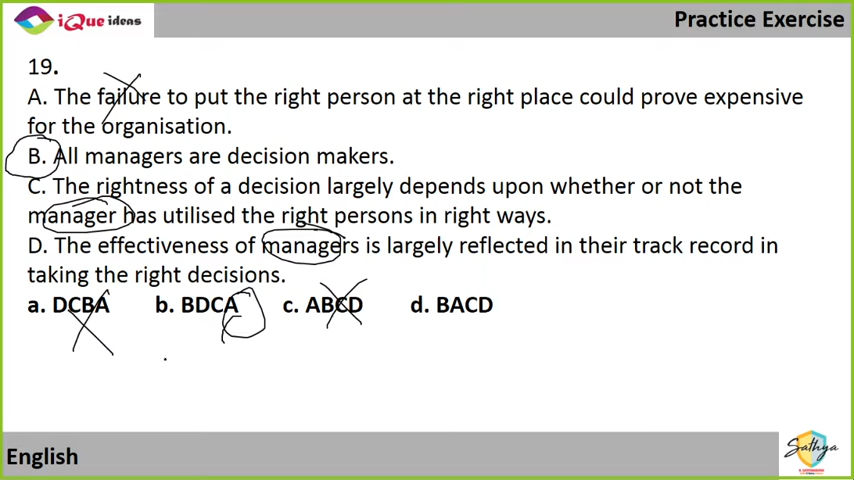 iQue ideas
Practice Exercise
19.
A. The failure to put the right person at the right place could prove expensive
for the organisation.
B. All managers are decision makers.
C. The rightness of a decision largely depends upon whether or not the
manager has utilised the right persons in right ways.
D. The effectiveness of managers is largely reflected in their track record in
taking the right decisions.
a. DCBA b. BDCA c. ABCD d. BACD
English
Sathya